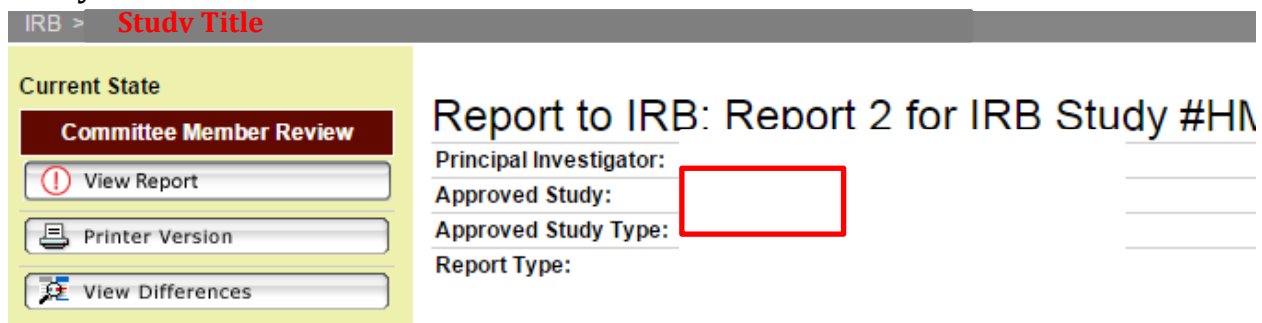 IRB > Study Title
Current State
Committee Member Review
View Report
Printer Version
View Differences
Report to IRB: Report 2 for IRB Study #HM
Principal Investigator:
Approved Study:
Approved Study Type:
Report Type: